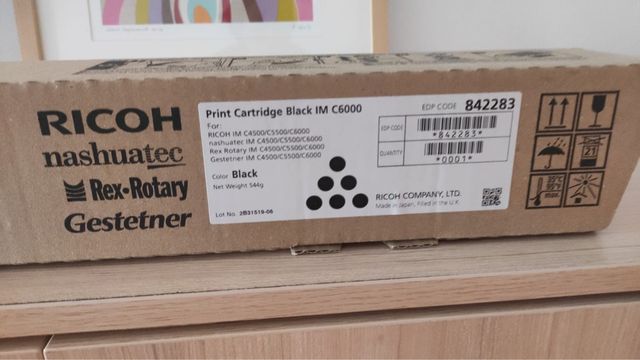 RICOH
nashuatec
Rex-Rotary
Gestetner
Print Cartridge Black IM C6000
For:
RICOH IM C4500/C5500/C6000
nashuatec IM C4500/C5500/C6000
Rex Rotary IM C4500/C5500/C6000
Gestetner IM C4500/C5500/C6000
Color Black
Net Weight 544g
Lot No. 2B31519-06
EDP CODE 842283
EDP CODE
*842283*
QUANTITY
*0001*
RICOH COMPANY, LTD.
Made in Japan, Filled in the U.K.
35°C
95°F
max.